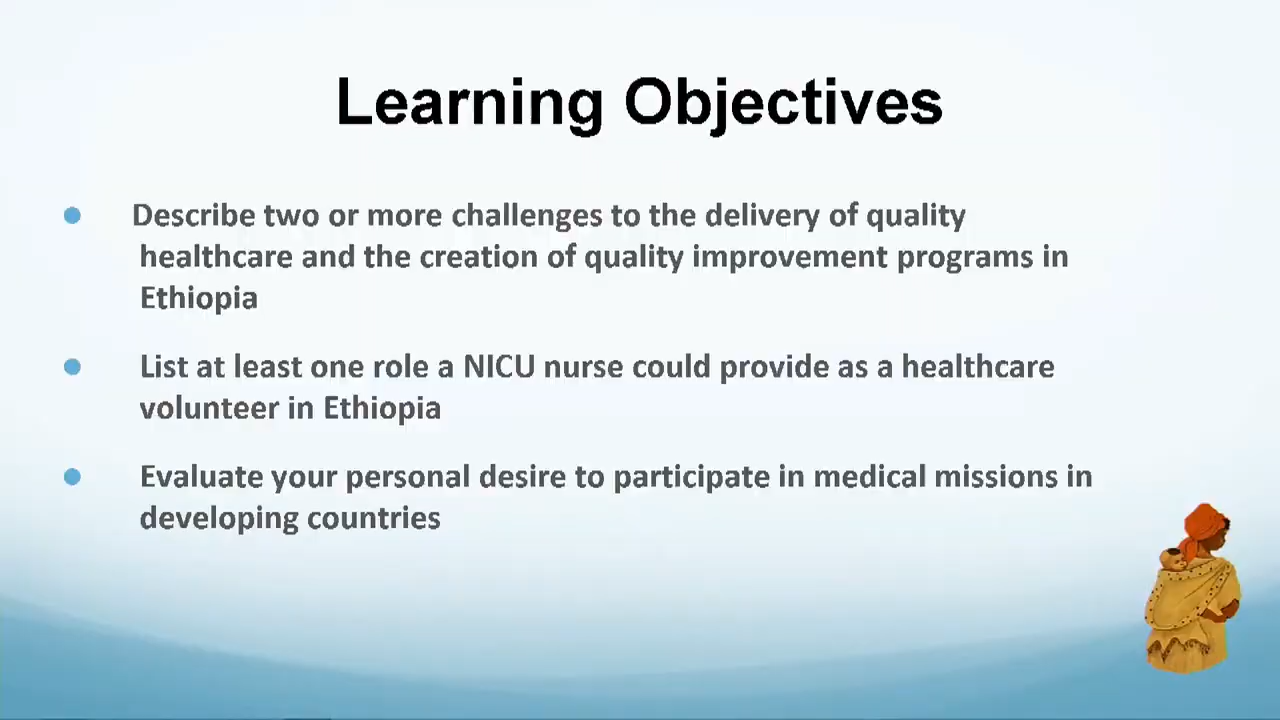 Learning Objectives
Describe two or more challenges to the delivery of quality
healthcare and the creation of quality improvement programs in
Ethiopia
List at least one role a NICU nurse could provide as a healthcare
volunteer in Ethiopia
Evaluate your personal desire to participate in medical missions in
developing countries